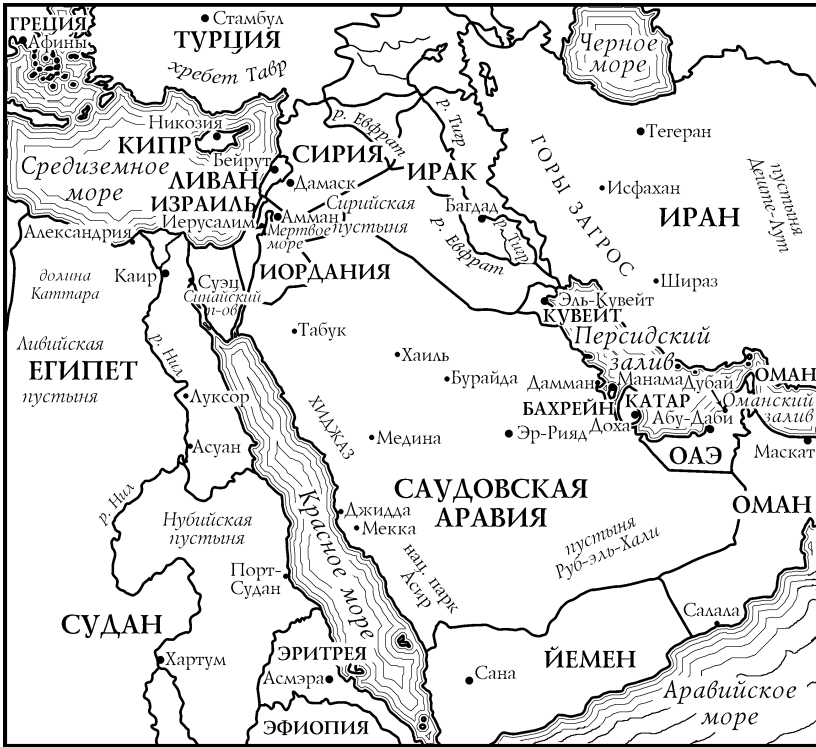 ГРЕЦИЯ
Афины
Стамбул
ТУРЦИЯ
хребет Тавр
Черное
море
Никозия
КИПР
Средиземное
море
Бейрут
ЛИВАН
ИЗРАИЛЬ
Иерусалим
СИРИЯ
Дамаск
р. Евфрат
р. Тигр
ИРАК
Сирийская
пустыня
Багдад
р. Тигр
р. Евфрат
Амман
Мертвое
море
ИОРДАНИЯ
Тегеран
Исфахан
ГОРЫ ЗАГРОС
ИРАН
пустыня
Деште-Лут
Шираз
Александрия
долина
Каттара
Каир
Суэц
Синайский
п-ов
Ливийская
ЕГИПЕТ
пустыня
р. Нил
Луксор
Асуан
Табук
Хаиль
Бурайда
ХИДЖАЗ
Медина
Эр-Рияд
Эль-Кувейт
КУВЕЙТ
Персидский
залив
Дамман
Манама
Дубай
ОМАН
БАХРЕЙН
КАТАР
Доха
Абу-Даби
Оманский
залив
ОАЭ
Маскат
ОМАН
САУДОВСКАЯ
АРАВИЯ
Джидда
Мекка
Красное море
пустыня
Руб-эль-Хали
нац. парк
Асир
р. Нил
Нубийская
пустыня
Порт-
Судан
СУДАН
Хартум
ЭРИТРЕЯ
Асмэра
ЭФИОПИЯ
Сана
ЙЕМЕН
Салала
Аравийское
море